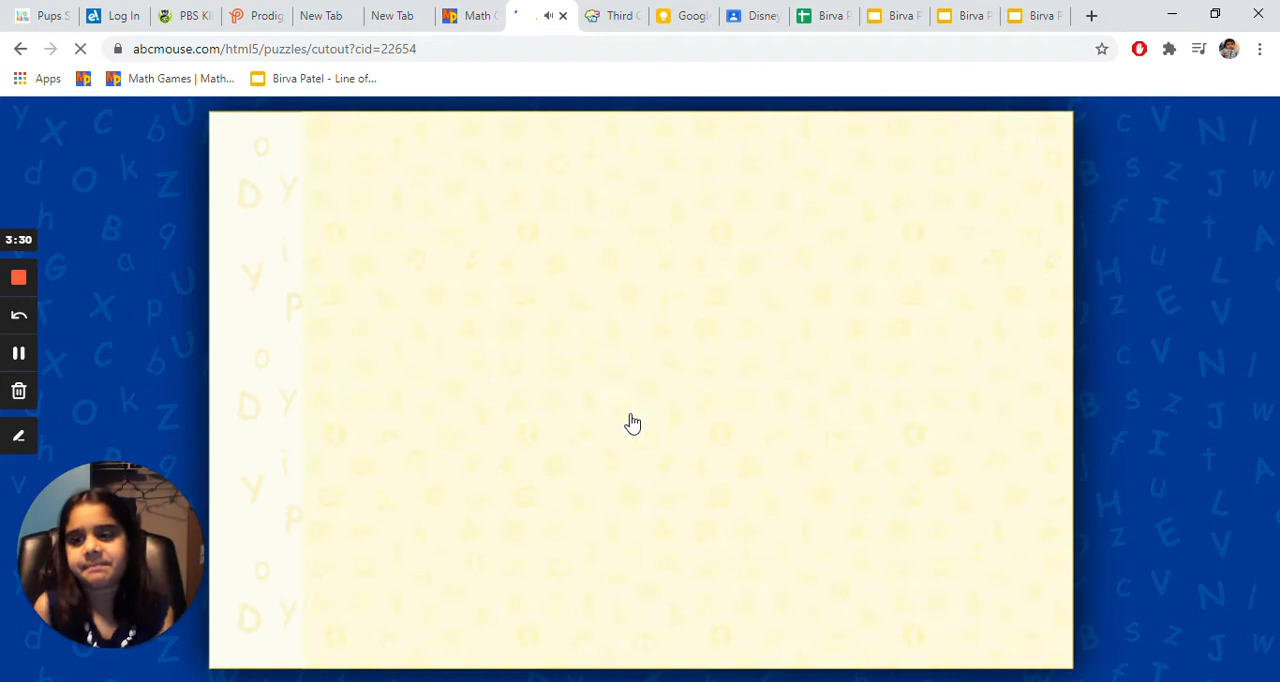 Pups S
Log In
PBS KI
Prodig
New Tab
New Tab
Math G
Third G
Google
Disney
Birva P
Birva P
Birva P
Birva P
abcmouse.com/html5/puzzles/cutout?cid=22654
Apps
Math Games | Math...
Birva Patel - Line of...
3:30